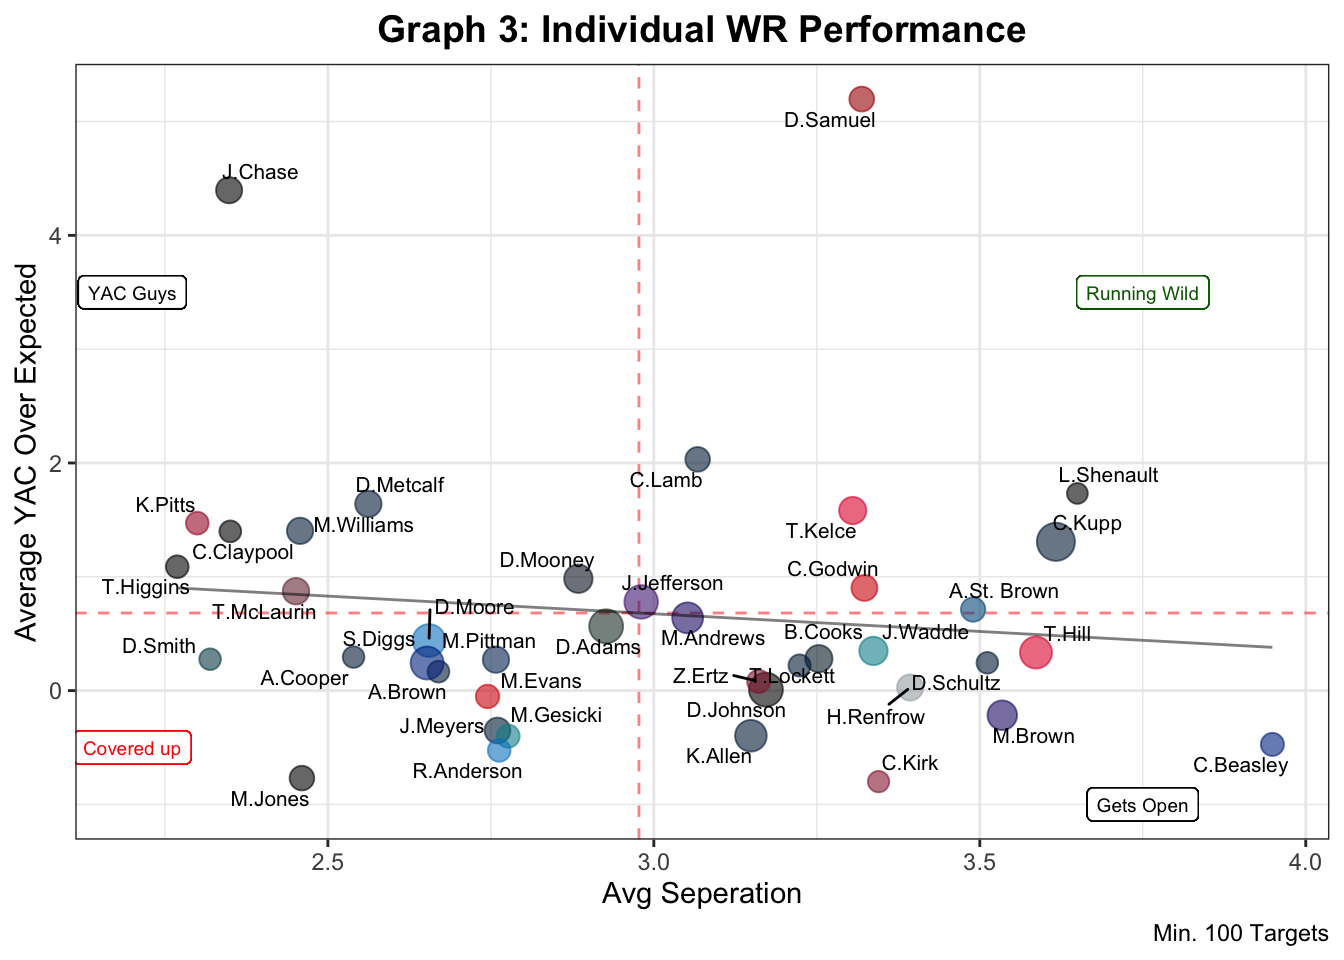 Graph 3: Individual WR Performance
D.Samuel
J.Chase
4
YAC Guys
Running Wild
Average YAC Over Expected
2
C.Lamb
L.Shenault
D.Metcalf
K.Pitts
M.Williams
C.Kupp
T.Kelce
C.Claypool
D.Mooney
C.Godwin
T.Higgins
J.Jefferson
A.St. Brown
T.McLaurin
D.Moore
S.Diggs
M.Pittman
D.Adams
M.Andrews
B.Cooks
J.Waddle
T.Hill
D.Smith
A.Cooper
A.Brown
M.Evans
Z.Ertz
T.Lockett
D.Schultz
0
J.Meyers
M.Gesicki
D.Johnson
H.Renfrow
M.Brown
Covered up
R.Anderson
K.Allen
C.Kirk
C.Beasley
M.Jones
Gets Open
2.5
3.0
3.5
4.0
Avg Seperation
Min. 100 Targets